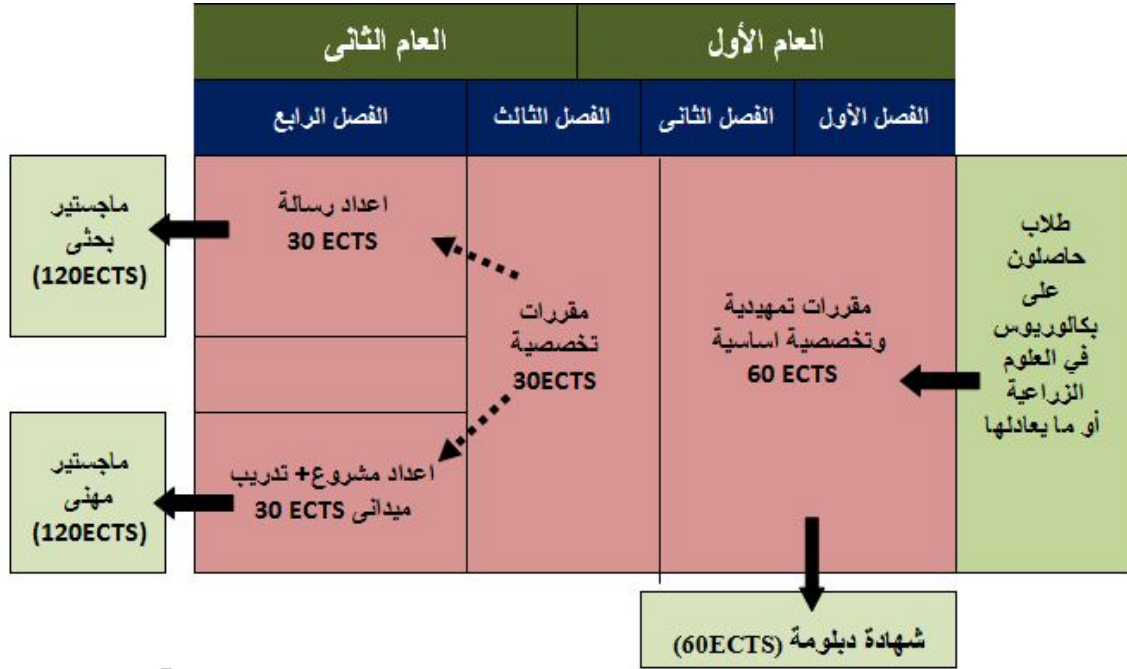 العام الأول
العام الثانى
الفصل الأول
الفصل الثانى
الفصل الثالث
الفصل الرابع
طلاب
حاصلون
على
بكالوريوس
في العلوم
الزراعية
أو ما يعادلها
مقررات تمهيدية
وتخصصية اساسية
60 ECTS
مقررات
تخصصية
30ECTS
اعداد رسالة
30 ECTS
ماجستير
بحثى
(120ECTS)
اعداد مشروع+ تدريب
ميدانى 30 ECTS
ماجستير
مهنى
(120ECTS)
شهادة دبلومة (60ECTS)